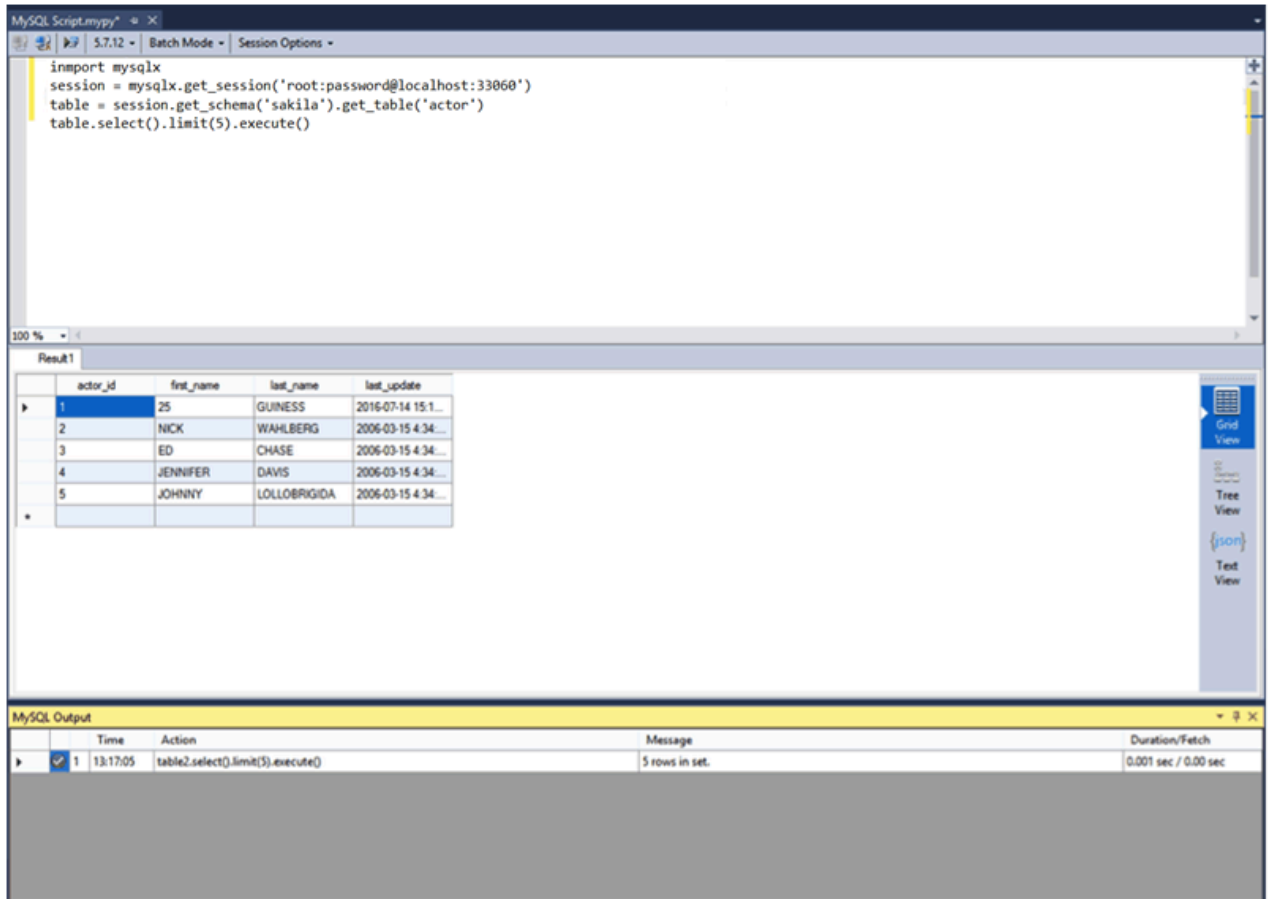 MySQL Script.mypy*
5.7.12 Batch Mode Session Options
inmport mysqlx
session = mysqlx.get_session('root:password@localhost:33060')
table = session.get_schema('sakila').get_table('actor')
table.select().limit(5).execute()
100 %
Result1
actor_id first_name last_name last_update
1 25 GUINESS 2016-07-14 15:1...
2 NICK WAHLBERG 2006-03-15 4:34:...
3 ED CHASE 2006-03-15 4:34:...
4 JENNIFER DAVIS 2006-03-15 4:34:...
5 JOHNNY LOLLOBRIGIDA 2006-03-15 4:34:...
Grid
View
Tree
View
{json}
Text
View
MySQL Output
Time Action Message Duration/Fetch
1 13:17:05 table2.select().limit(5).execute() 5 rows in set. 0.001 sec / 0.00 sec